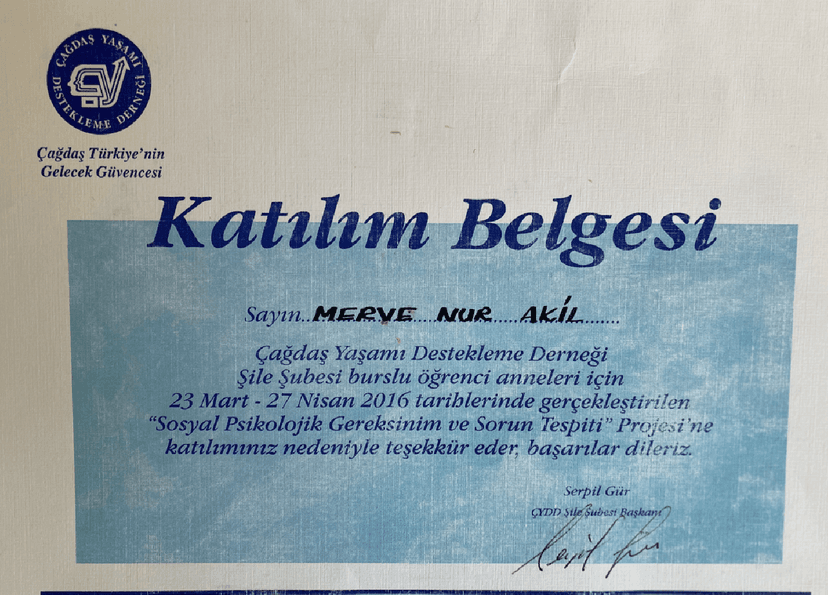 ÇAĞDAŞ YAŞAMI DESTEKLEME DERNEĞİ
ÇY
Çağdaş Türkiye'nin
Gelecek Güvencesi
Katılım Belgesi
Sayın..MERVE....NUR....AKİL.......
Çağdaş Yaşamı Destekleme Derneği
Şile Şubesi burslu öğrenci anneleri için
23 Mart - 27 Nisan 2016 tarihlerinde gerçekleştirilen
“Sosyal Psikolojik Gereksinim ve Sorun Tespiti” Projesi'ne
katılımınız nedeniyle teşekkür eder, başarılar dileriz.
Serpil Gür
ÇYDD Şile Şubesi Başkanı